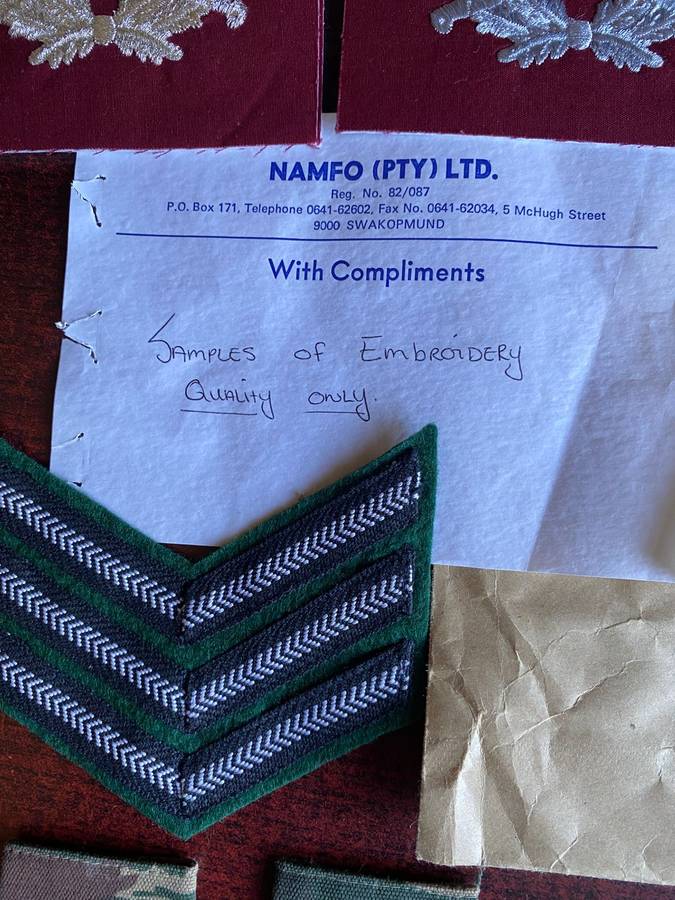 NAMFO (PTY) LTD.
Reg. No. 82/087
P.O. Box 171, Telephone 0641-62602, Fax No. 0641-62034, 5 McHugh Street
9000 SWAKOPMUND
With Compliments
SAMPLES OF EmbROiDERy
QUALity ONLY.